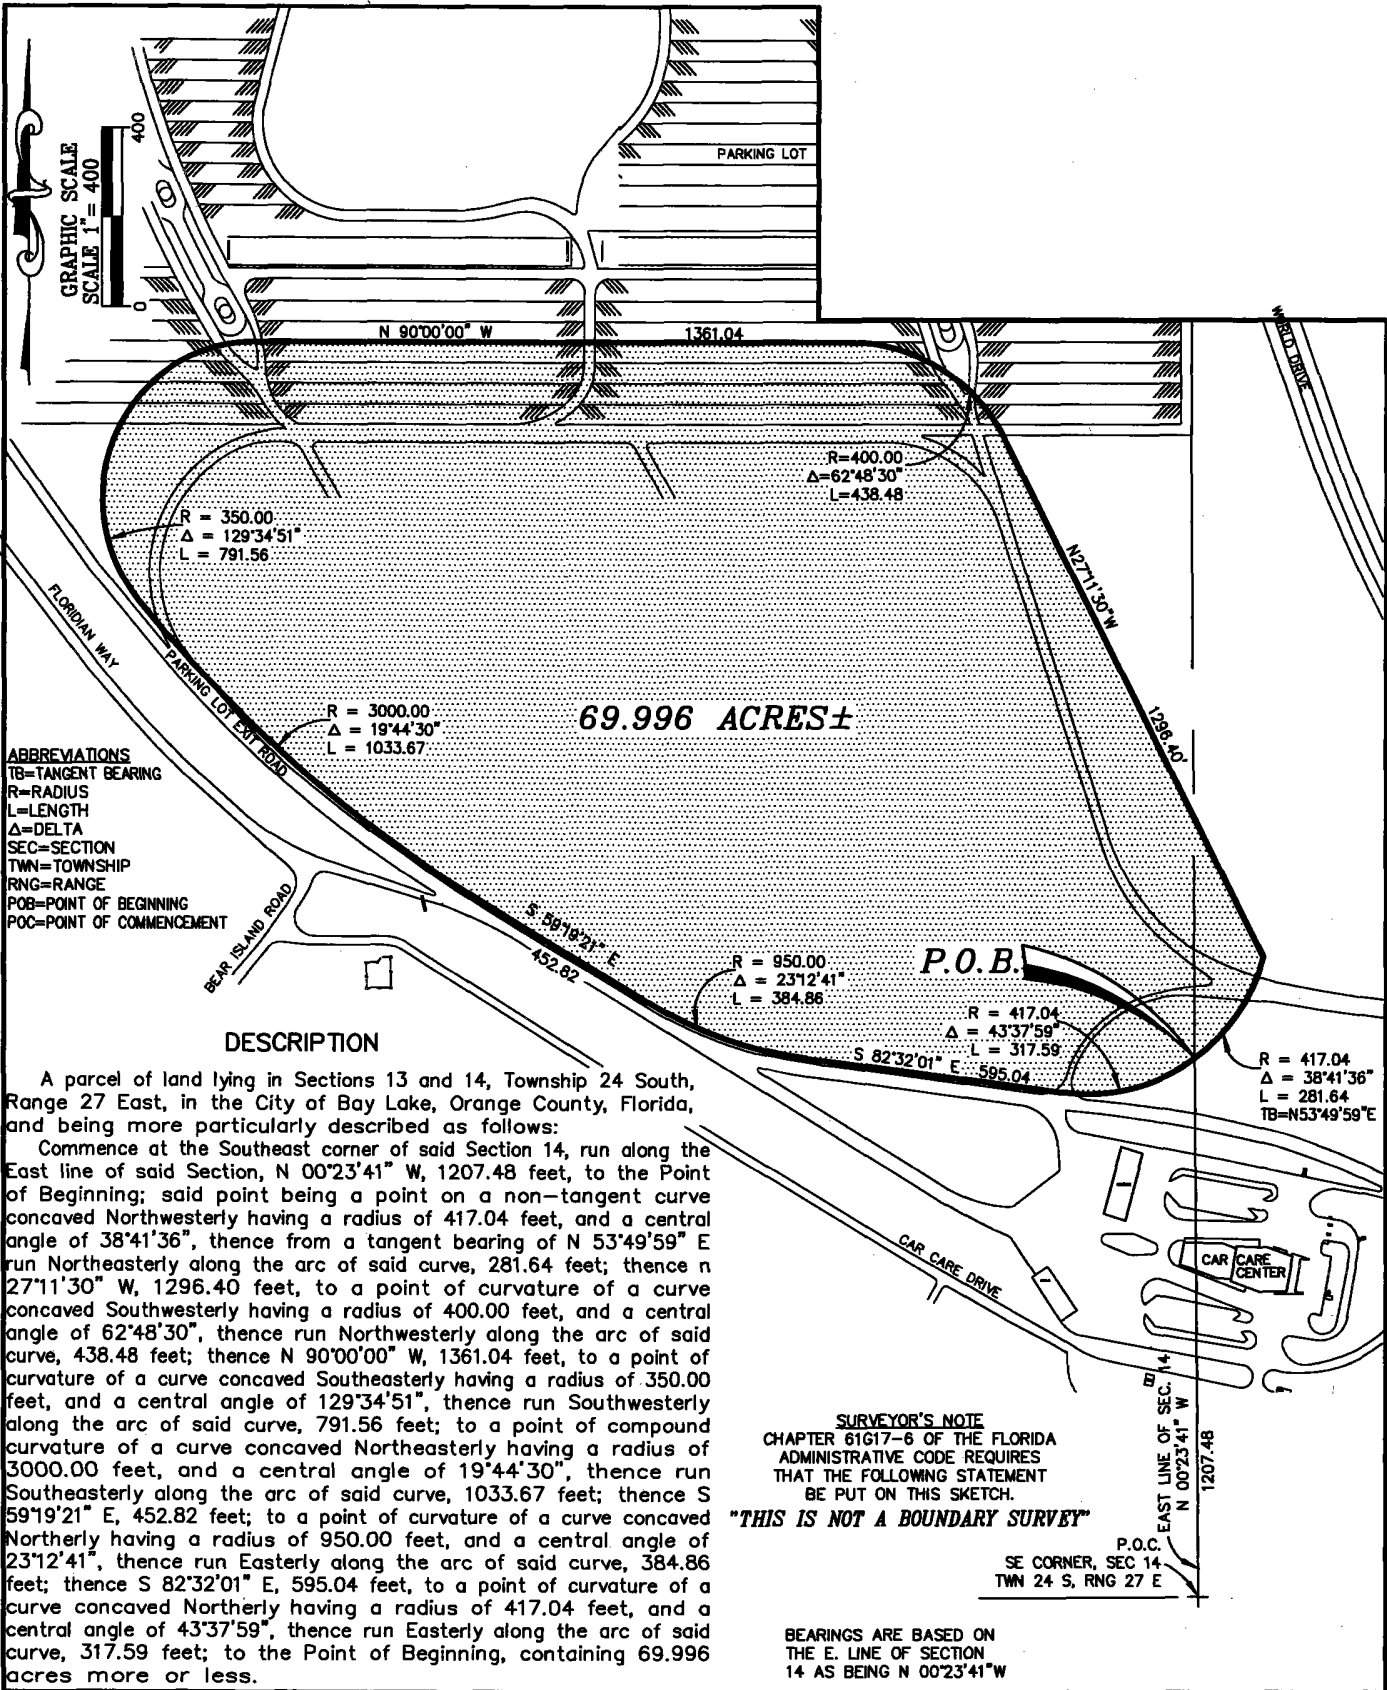 PARKING LOT
GRAPHIC SCALE
SCALE 1"= 400
0
400
N 90°00'00" W
1361.04
WORLD DRIVE
R=400.00
Δ=62°48'30"
L=438.48
R = 350.00
Δ = 129°34'51"
L = 791.56
N27°11'30"W
1296.40'
FLORIDIAN WAY
PARKING LOT EXIT ROAD
R = 3000.00
Δ = 19°44'30"
L = 1033.67
69.996 ACRES±
ABBREVIATIONS
TB=TANGENT BEARING
R=RADIUS
L=LENGTH
Δ=DELTA
SEC=SECTION
TWN=TOWNSHIP
RNG=RANGE
POB=POINT OF BEGINNING
POC=POINT OF COMMENCEMENT
BEAR ISLAND ROAD
S 59°19'21" E
452.82
R = 950.00
Δ = 23°12'41"
L = 384.86
P.O.B.
R = 417.04
Δ = 43°37'59"
L = 317.59
S 82°32'01" E 595.04
R = 417.04
Δ = 38°41'36"
L = 281.64
TB=N53°49'59"E
DESCRIPTION
A parcel of land lying in Sections 13 and 14, Township 24 South,
Range 27 East, in the City of Bay Lake, Orange County, Florida,
and being more particularly described as follows:
Commence at the Southeast corner of said Section 14, run along the
East line of said Section, N 00°23'41" W, 1207.48 feet, to the Point
of Beginning; said point being a point on a non-tangent curve
concaved Northwesterly having a radius of 417.04 feet, and a central
angle of 38°41'36", thence from a tangent bearing of N 53°49'59" E
run Northeasterly along the arc of said curve, 281.64 feet; thence n
27°11'30" W, 1296.40 feet, to a point of curvature of a curve
concaved Southwesterly having a radius of 400.00 feet, and a central
angle of 62°48'30", thence run Northwesterly along the arc of said
curve, 438.48 feet; thence N 90°00'00" W, 1361.04 feet, to a point of
curvature of a curve concaved Southeasterly having a radius of 350.00
feet, and a central angle of 129°34'51", thence run Southwesterly
along the arc of said curve, 791.56 feet; to a point of compound
curvature of a curve concaved Northeasterly having a radius of
3000.00 feet, and a central angle of 19°44'30", thence run
Southeasterly along the arc of said curve, 1033.67 feet; thence S
59°19'21" E, 452.82 feet; to a point of curvature of a curve concaved
Northerly having a radius of 950.00 feet, and a central angle of
23°12'41", thence run Easterly along the arc of said curve, 384.86
feet; thence S 82°32'01" E, 595.04 feet, to a point of curvature of a
curve concaved Northerly having a radius of 417.04 feet, and a
central angle of 43°37'59", thence run Easterly along the arc of said
curve, 317.59 feet; to the Point of Beginning, containing 69.996
acres more or less.
CAR CARE DRIVE
CAR CARE
CENTER
SURVEYOR'S NOTE
CHAPTER 61G17-6 OF THE FLORIDA
ADMINISTRATIVE CODE REQUIRES
THAT THE FOLLOWING STATEMENT
BE PUT ON THIS SKETCH.
"THIS IS NOT A BOUNDARY SURVEY"
EAST LINE OF SEC. 14
N 00°23'41" W
1207.48
P.O.C.
SE CORNER, SEC 14
TWN 24 S, RNG 27 E
BEARINGS ARE BASED ON
THE E. LINE OF SECTION
14 AS BEING N 00°23'41"W